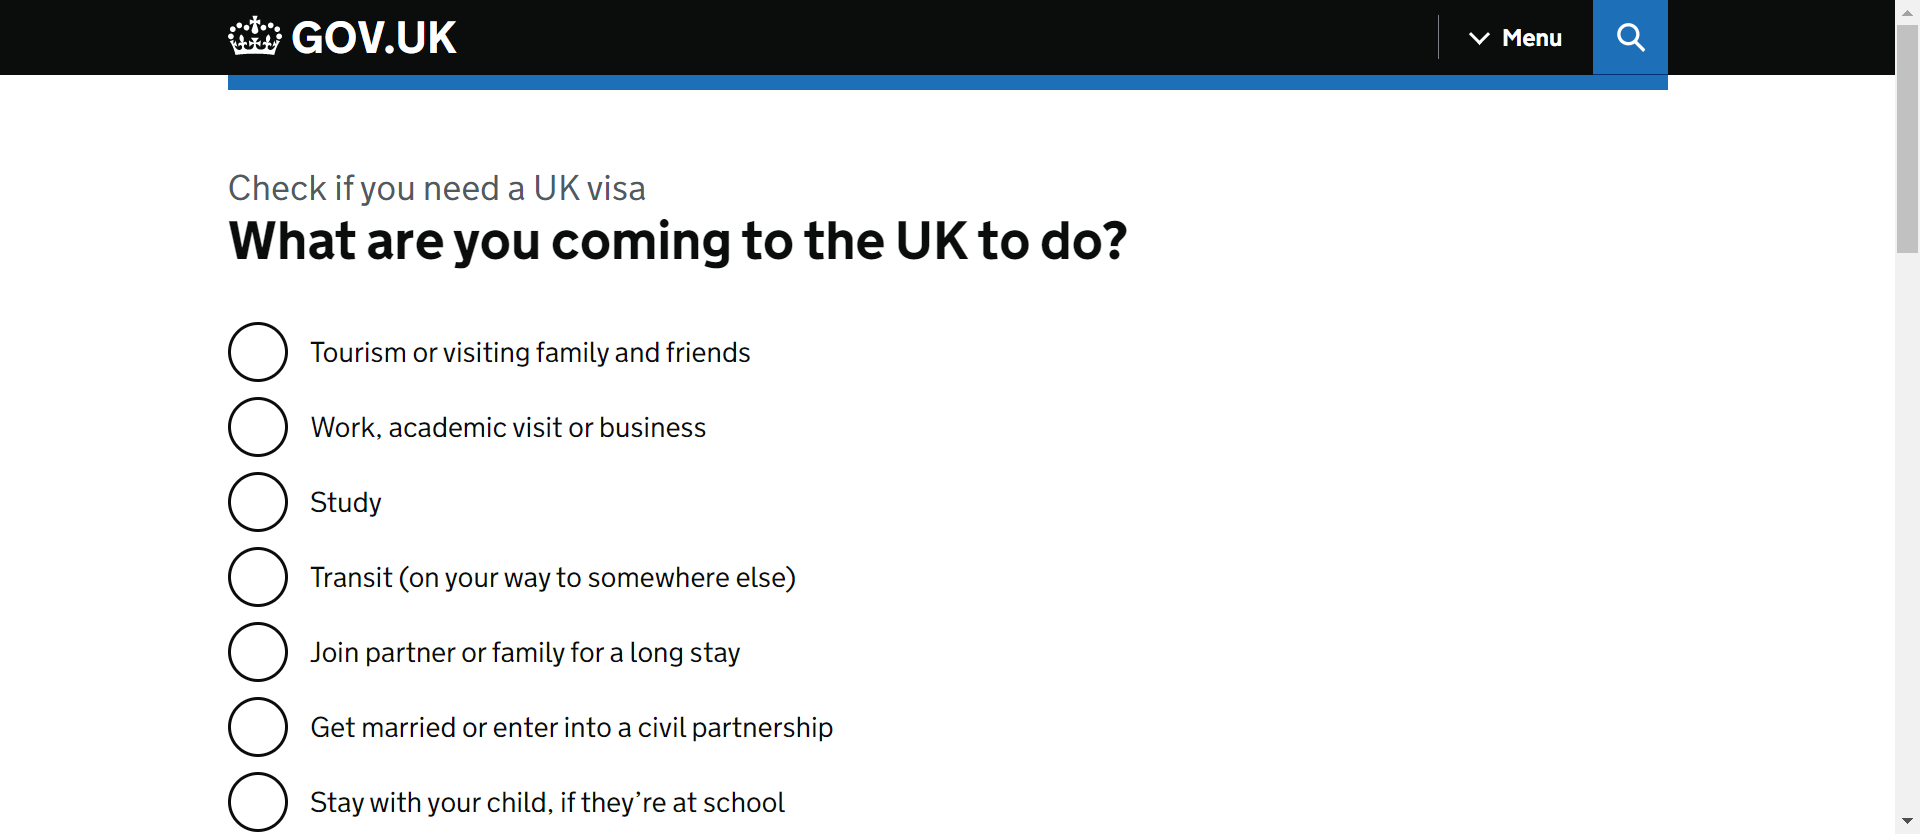 GOV.UK
Menu
Check if you need a UK visa
What are you coming to the UK to do?
Tourism or visiting family and friends
Work, academic visit or business
Study
Transit (on your way to somewhere else)
Join partner or family for a long stay
Get married or enter into a civil partnership
Stay with your child, if they’re at school